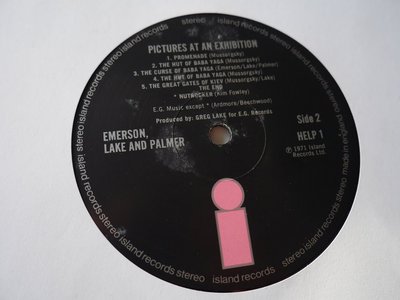 PICTURES AT AN EXHIBITION
1. PROMENADE (Mussorgsky)
2. THE HUT OF BABA YAGA (Mussorgsky)
3. THE CURSE OF BABA YAGA (Emerson/Lake/Palmer)
4. THE HUT OF BABA YAGA (Mussorgsky)
5. THE GREAT GATES OF KIEV (Mussorgsky/Lake)
THE END
* NUTROCKER (Kim Fowley)
E.G. Music except * (Ardmore/Beechwood)
Produced by: GREG LAKE for E.G. Records
EMERSON,
LAKE AND PALMER
Side 2
HELP 1
℗ 1971 Island
Records Ltd.
i
island records stereo island records stereo island records stereo made in england stereo island records stereo island records stereo island records stereo island records stereo